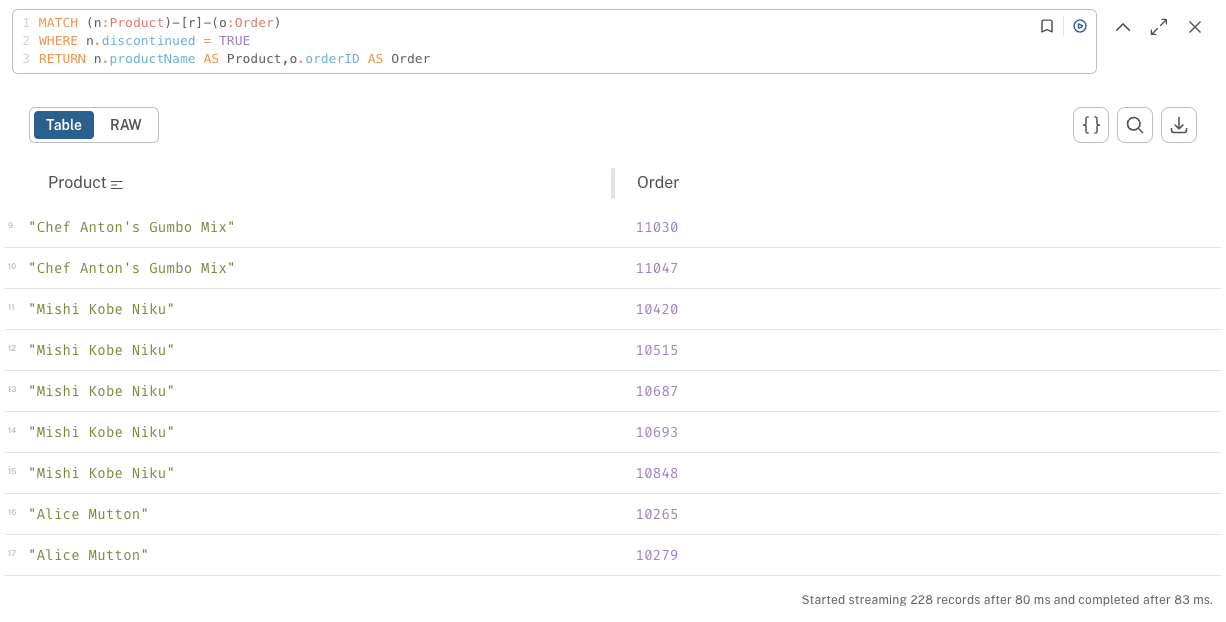 1 MATCH (n:Product)-[r]-(o:Order)
2 WHERE n.discontinued = TRUE
3 RETURN n.productName AS Product,o.orderID AS Order
Table RAW
Product Order
9 "Chef Anton's Gumbo Mix" 11030
10 "Chef Anton's Gumbo Mix" 11047
11 "Mishi Kobe Niku" 10420
12 "Mishi Kobe Niku" 10515
13 "Mishi Kobe Niku" 10687
14 "Mishi Kobe Niku" 10693
15 "Mishi Kobe Niku" 10848
16 "Alice Mutton" 10265
17 "Alice Mutton" 10279
Started streaming 228 records after 80 ms and completed after 83 ms.